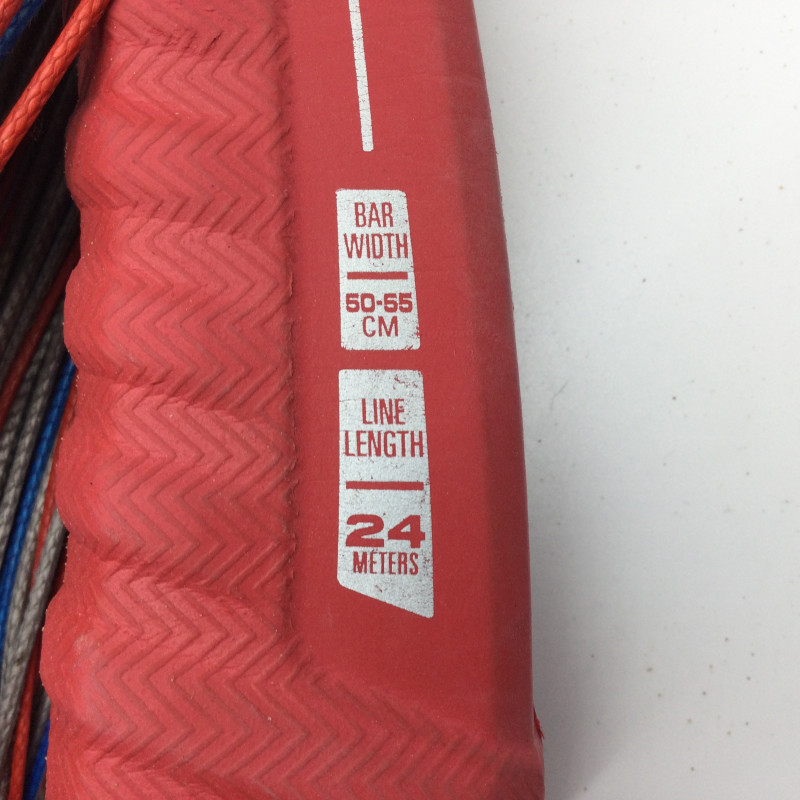 BAR
WIDTH
50-55
CM
LINE
LENGTH
24
METERS